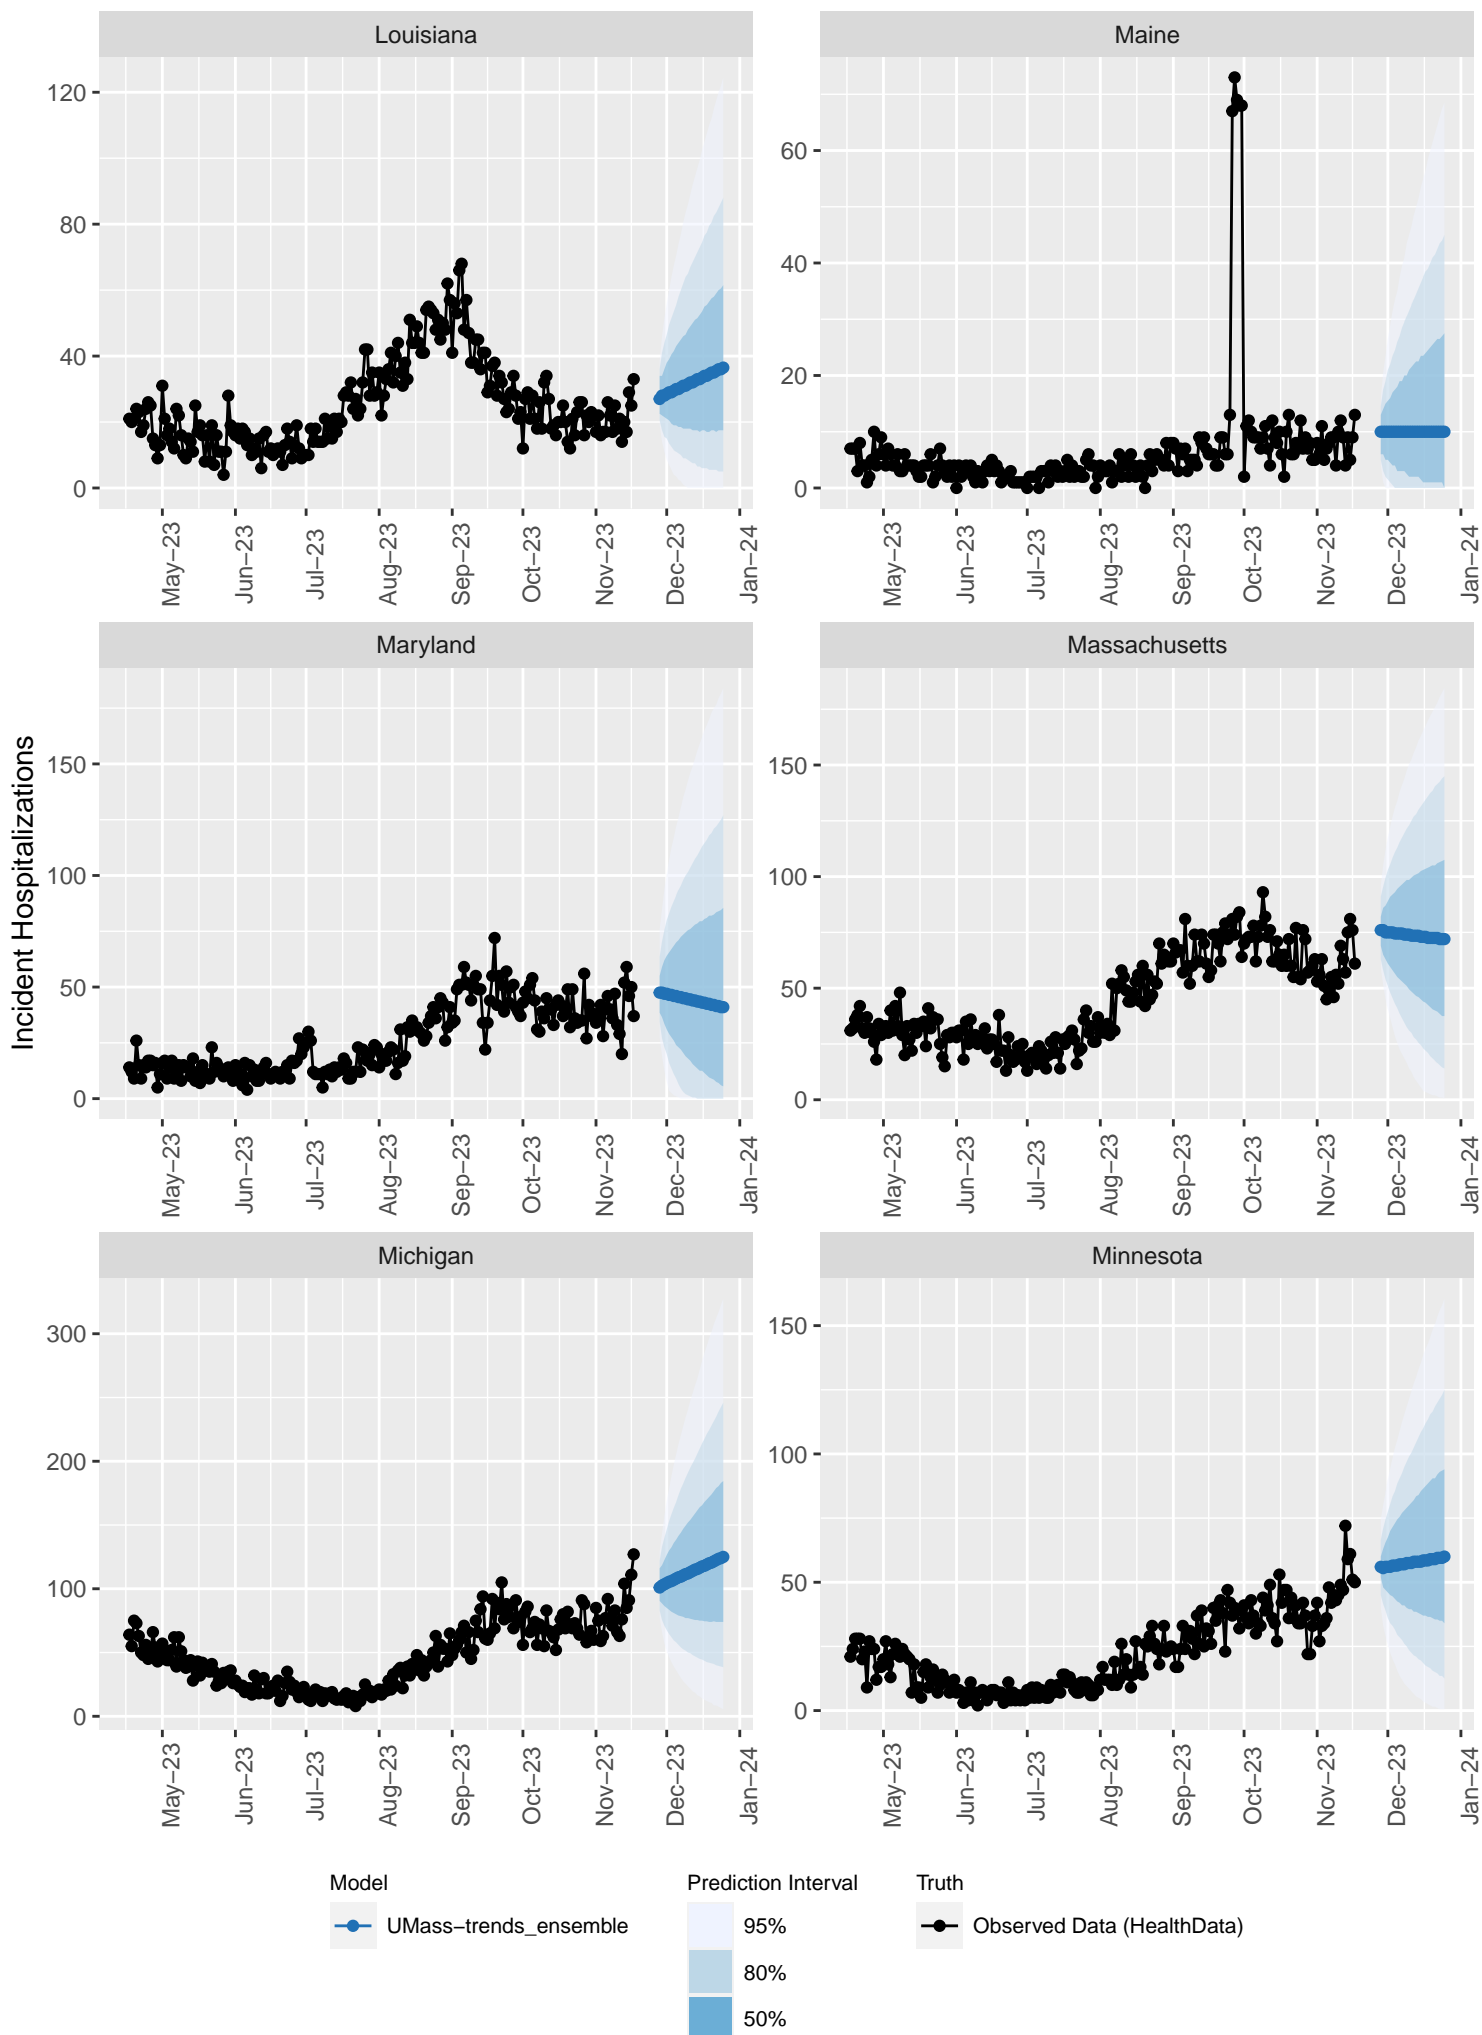 Louisiana
Maine
120
80
40
0
60
40
20
0
May−23
Jun−23
Jul−23
Aug−23
Sep−23
Oct−23
Nov−23
Dec−23
Jan−24
May−23
Jun−23
Jul−23
Aug−23
Sep−23
Oct−23
Nov−23
Dec−23
Jan−24
Maryland
Massachusetts
Incident Hospitalizations
150
100
50
0
150
100
50
0
May−23
Jun−23
Jul−23
Aug−23
Sep−23
Oct−23
Nov−23
Dec−23
Jan−24
May−23
Jun−23
Jul−23
Aug−23
Sep−23
Oct−23
Nov−23
Dec−23
Jan−24
Michigan
Minnesota
300
200
100
0
150
100
50
0
May−23
Jun−23
Jul−23
Aug−23
Sep−23
Oct−23
Nov−23
Dec−23
Jan−24
May−23
Jun−23
Jul−23
Aug−23
Sep−23
Oct−23
Nov−23
Dec−23
Jan−24
Model
UMass−trends_ensemble
Prediction Interval
95%
80%
50%
Truth
Observed Data (HealthData)